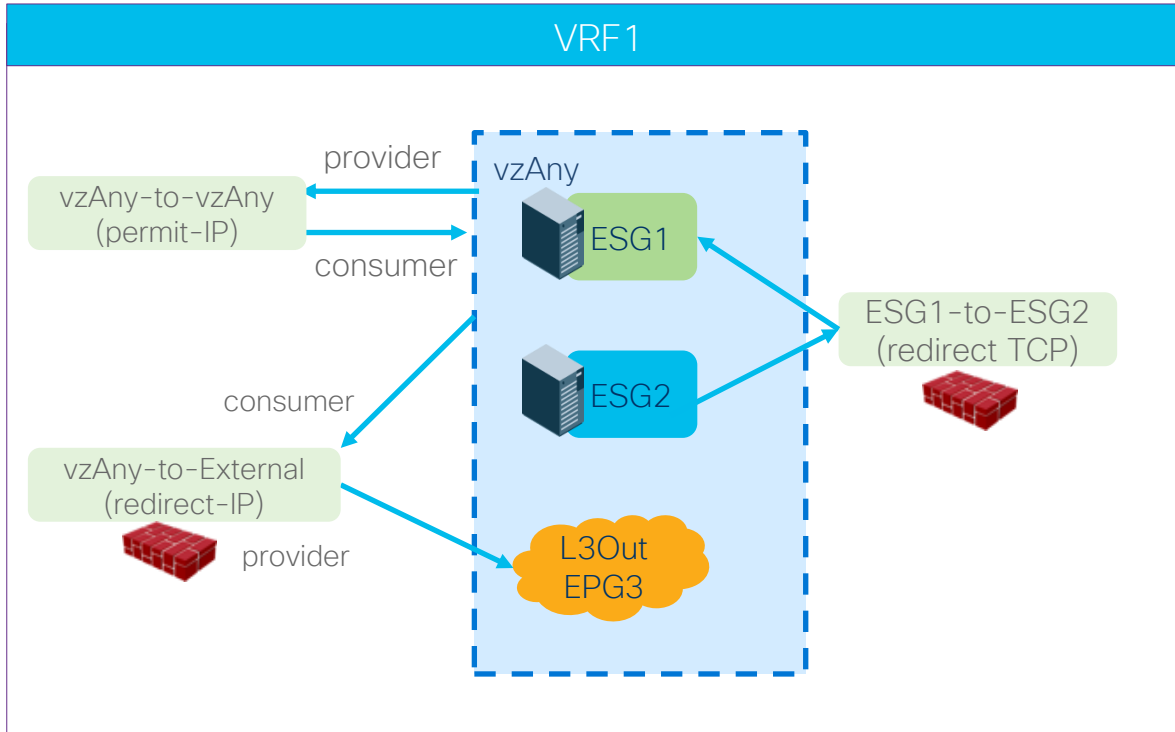 VRF1
provider
vzAny
vzAny-to-vzAny
(permit-IP)
ESG1
consumer
ESG1-to-ESG2
(redirect TCP)
ESG2
consumer
vzAny-to-External
(redirect-IP)
provider
L3Out
EPG3